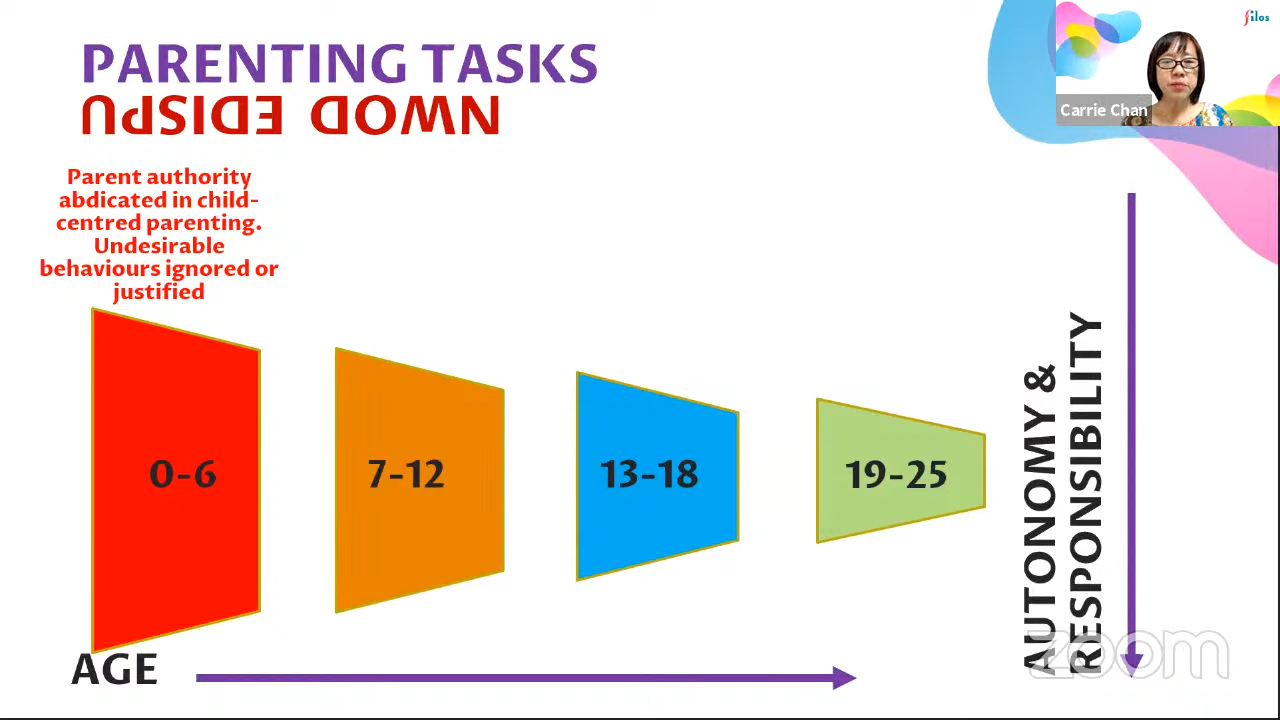 PARENTING TASKS
UPSIDE DOWN
Silos
Carrie Chan
Parent authority
abdicated in child-
centred parenting.
Undesirable
behaviours ignored or
justified
0-6
7-12
13-18
19-25
AUTONOMY &
RESPONSIBILITY
AGE
zoom